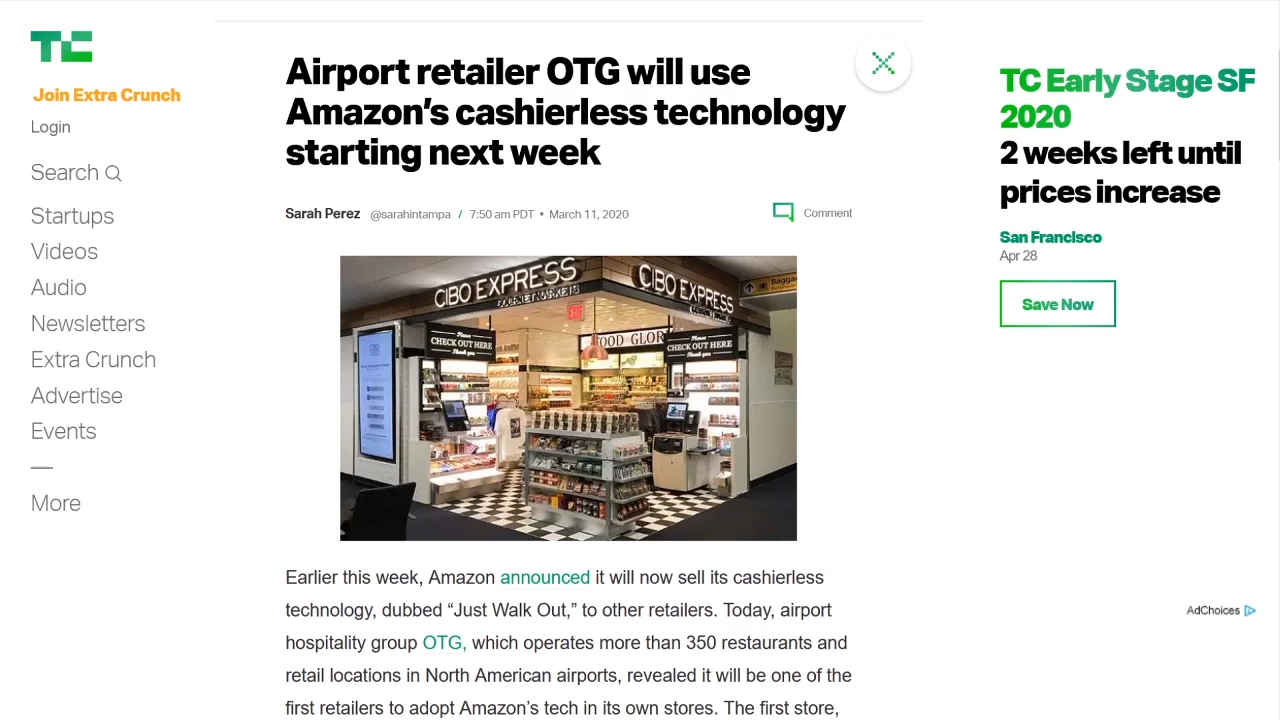 TC
Join Extra Crunch
Login
Search
Startups
Videos
Audio
Newsletters
Extra Crunch
Advertise
Events
More
Airport retailer OTG will use
Amazon’s cashierless technology
starting next week
Sarah Perez @sarahintampa / 7:50 am PDT • March 11, 2020
Comment
CIBO EXPRESS
GOURMET MARKETS
CIBO EXPRESS
EXIT
Please
CHECK OUT HERE
Thank you
FOOD GLOR
Please
CHECK OUT HERE
Thank you
Earlier this week, Amazon announced it will now sell its cashierless
technology, dubbed “Just Walk Out,” to other retailers. Today, airport
hospitality group OTG, which operates more than 350 restaurants and
retail locations in North American airports, revealed it will be one of the
first retailers to adopt Amazon’s tech in its own stores. The first store,
TC Early Stage SF
2020
2 weeks left until
prices increase
San Francisco
Apr 28
Save Now
AdChoices